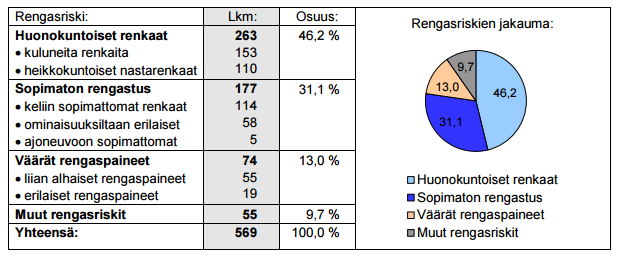 Rengasriski: Lkm: Osuus:
Huonokuntoiset renkaat 263 46,2 %
• kuluneita renkaita 153
• heikkokuntoiset nastarenkaat 110
Sopimaton rengastus 177 31,1 %
• keliin sopimattomat renkaat 114
• ominaisuuksiltaan erilaiset 58
• ajoneuvoon sopimattomat 5
Väärät rengaspaineet 74 13,0 %
• liian alhaiset rengaspaineet 55
• erilaiset rengaspaineet 19
Muut rengasriskit 55 9,7 %
Yhteensä: 569 100,0 %
Rengasriskien jakauma:
9,7
13,0
46,2
31,1
Huonokuntoiset renkaat
Sopimaton rengastus
Väärät rengaspaineet
Muut rengasriskit